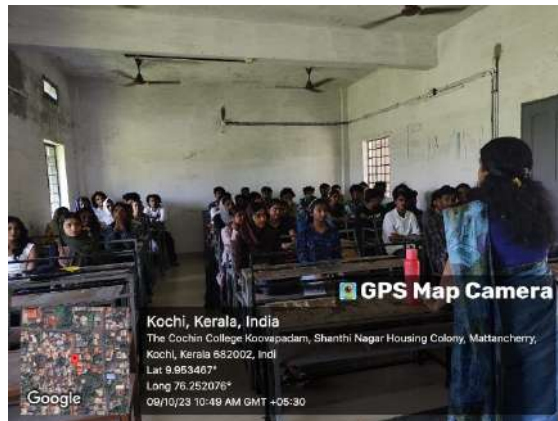 GPS Map Camera
Kochi, Kerala, India
The Cochin College Koovapadam, Shanthi Nagar Housing Colony, Mattancherry,
Kochi, Kerala 682002, Indi
Lat 9.953467°
Long 76.252076°
09/10/23 10:49 AM GMT +05:30
Google